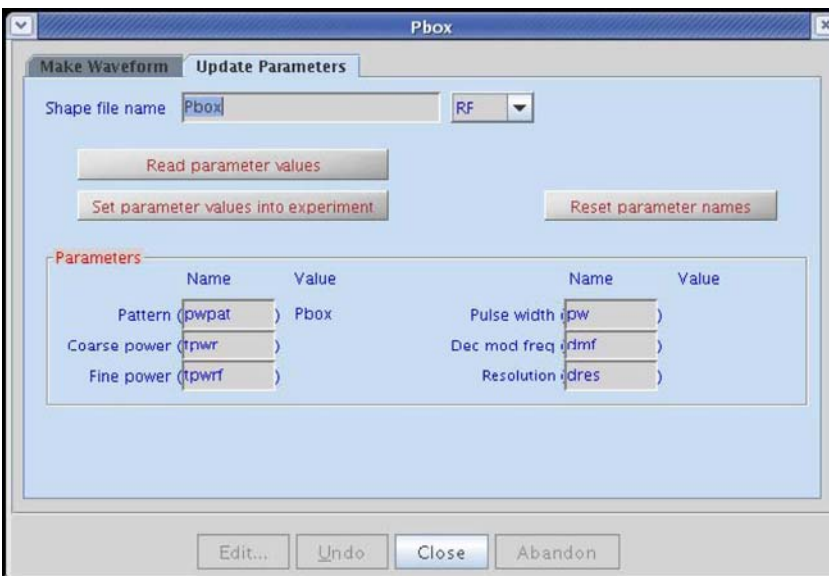 Pbox
Make Waveform Update Parameters
Shape file name Pbox RF
Read parameter values
Set parameter values into experiment Reset parameter names
Parameters
Name Value Name Value
Pattern (pwpat) Pbox Pulse width (pw)
Coarse power (tpwr) Dec mod freq (dmf)
Fine power (tpwrf) Resolution (dres)
Edit... Undo Close Abandon